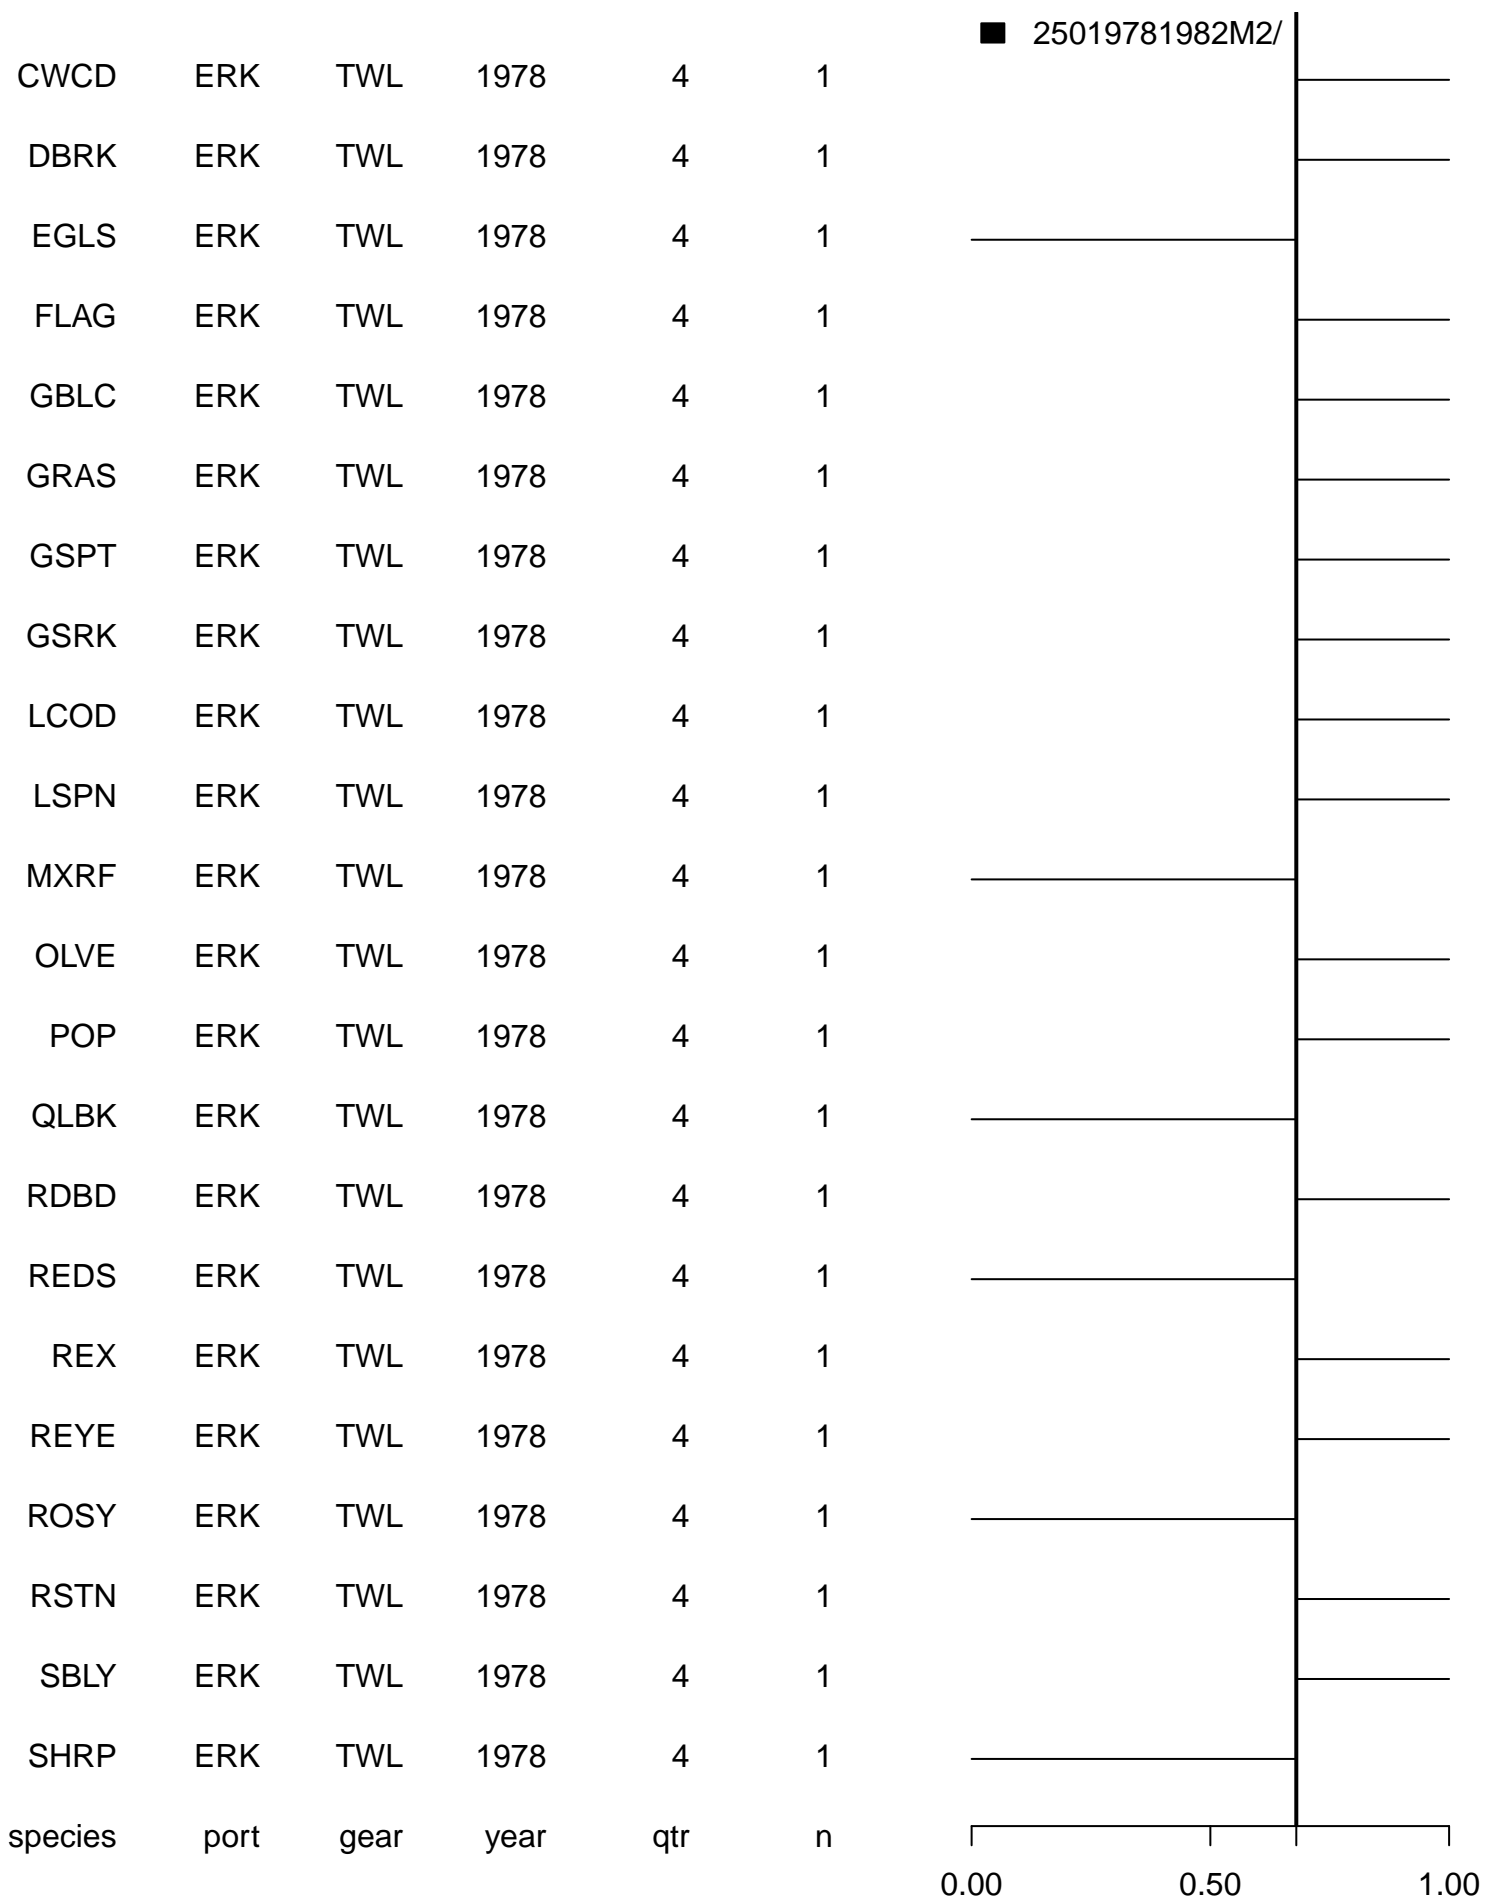 25019781982M2/
CWCD ERK TWL 1978 4 1
DBRK ERK TWL 1978 4 1
EGLS ERK TWL 1978 4 1
FLAG ERK TWL 1978 4 1
GBLC ERK TWL 1978 4 1
GRAS ERK TWL 1978 4 1
GSPT ERK TWL 1978 4 1
GSRK ERK TWL 1978 4 1
LCOD ERK TWL 1978 4 1
LSPN ERK TWL 1978 4 1
MXRF ERK TWL 1978 4 1
OLVE ERK TWL 1978 4 1
POP ERK TWL 1978 4 1
QLBK ERK TWL 1978 4 1
RDBD ERK TWL 1978 4 1
REDS ERK TWL 1978 4 1
REX ERK TWL 1978 4 1
REYE ERK TWL 1978 4 1
ROSY ERK TWL 1978 4 1
RSTN ERK TWL 1978 4 1
SBLY ERK TWL 1978 4 1
SHRP ERK TWL 1978 4 1
species port gear year qtr n
0.00 0.50 1.00